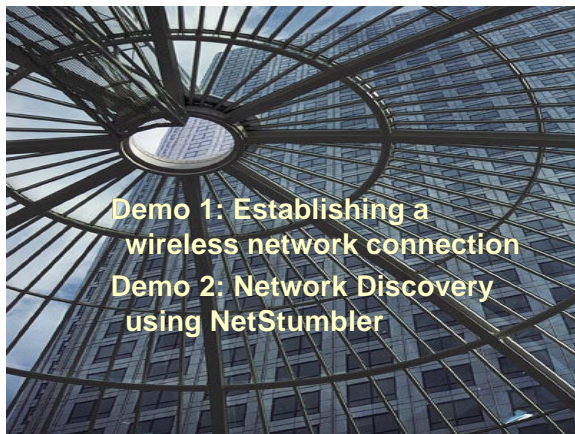 Demo 1: Establishing a
wireless network connection
Demo 2: Network Discovery
using NetStumbler